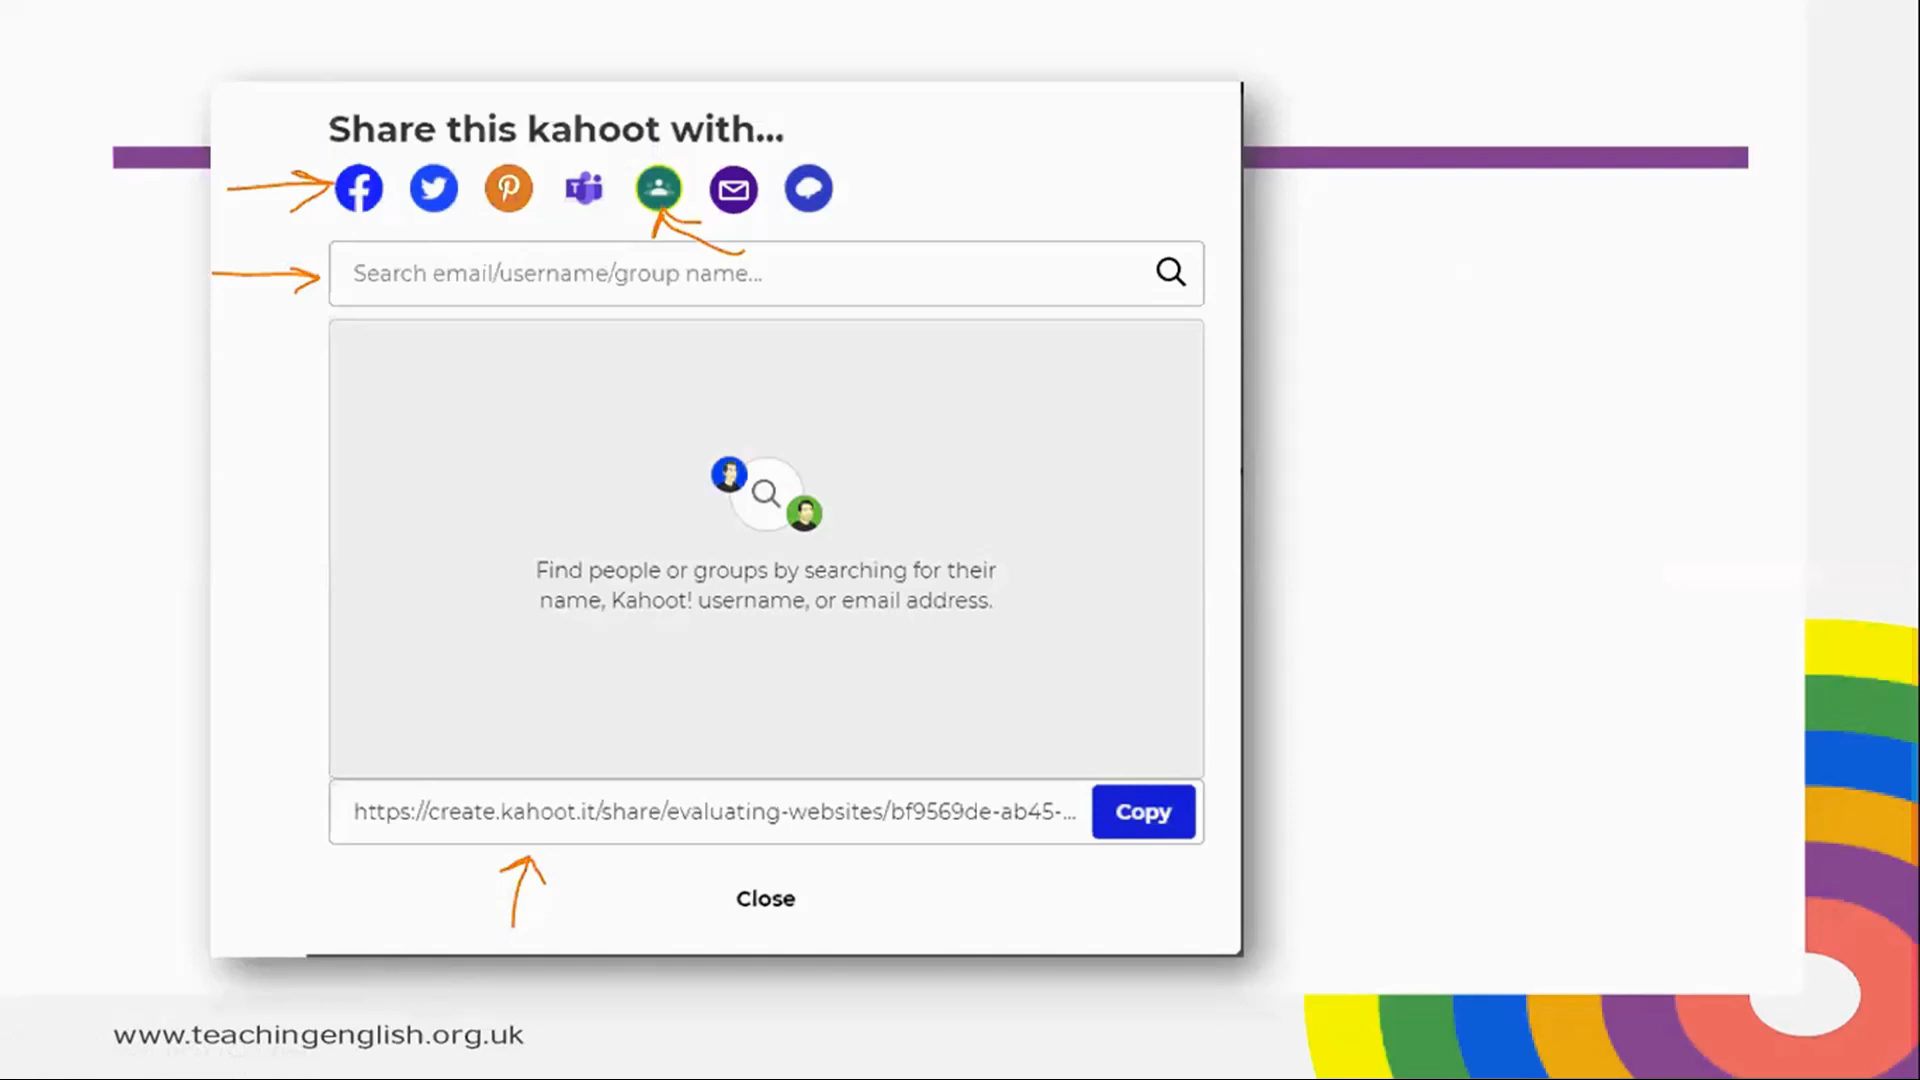 Share this kahoot with...
Search email/username/group name...
Find people or groups by searching for their
name, Kahoot! username, or email address.
https://create.kahoot.it/share/evaluating-websites/bf9569de-ab45-...
Copy
Close
www.teachingenglish.org.uk